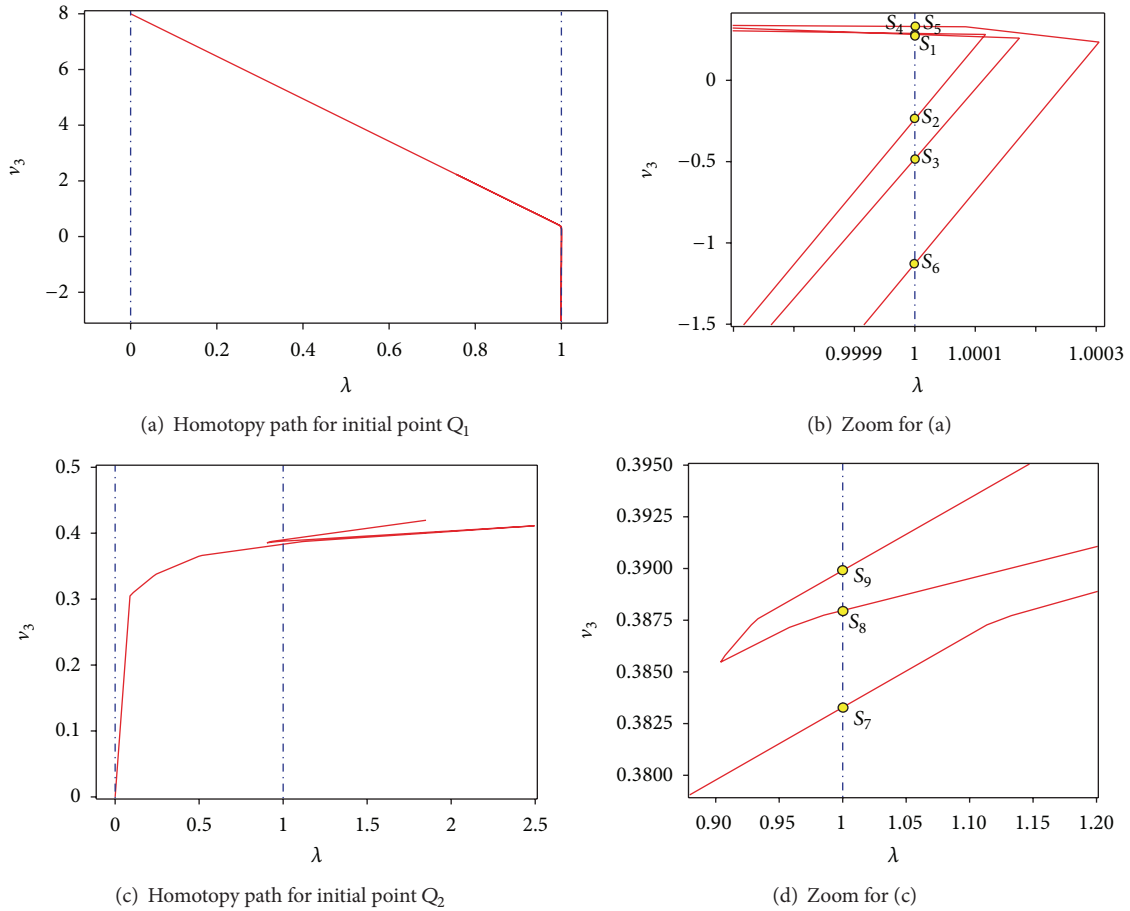 8
6
4
2
0
−2
v₃
0
0.2
0.4
0.6
0.8
1
λ
(a) Homotopy path for initial point Q₁
0
−0.5
−1
−1.5
v₃
S₄
S₅
S₁
S₂
S₃
S₆
0.9999
1
1.0001
1.0003
λ
(b) Zoom for (a)
0.5
0.4
0.3
0.2
0.1
0
v₃
0
0.5
1
1.5
2
2.5
λ
(c) Homotopy path for initial point Q₂
0.3950
0.3925
0.3900
0.3875
0.3850
0.3825
0.3800
v₃
S₉
S₈
S₇
0.90
0.95
1
1.05
1.10
1.15
1.20
λ
(d) Zoom for (c)